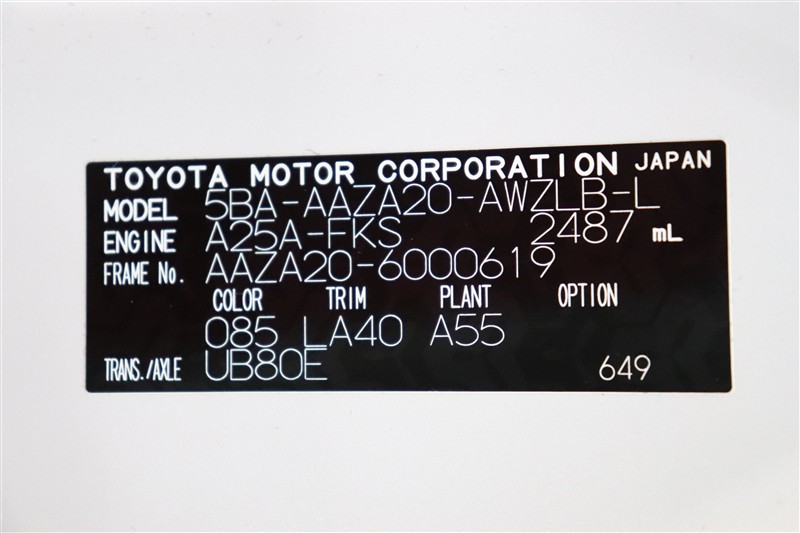 TOYOTA MOTOR CORPORATION JAPAN
MODEL 5BA-AAZA20-AWZLB-L
ENGINE A25A-FKS 2487 mL
FRAME No. AAZA20-6000619
COLOR TRIM PLANT OPTION
085 LA40 A55
TRANS./AXLE UB80E 649